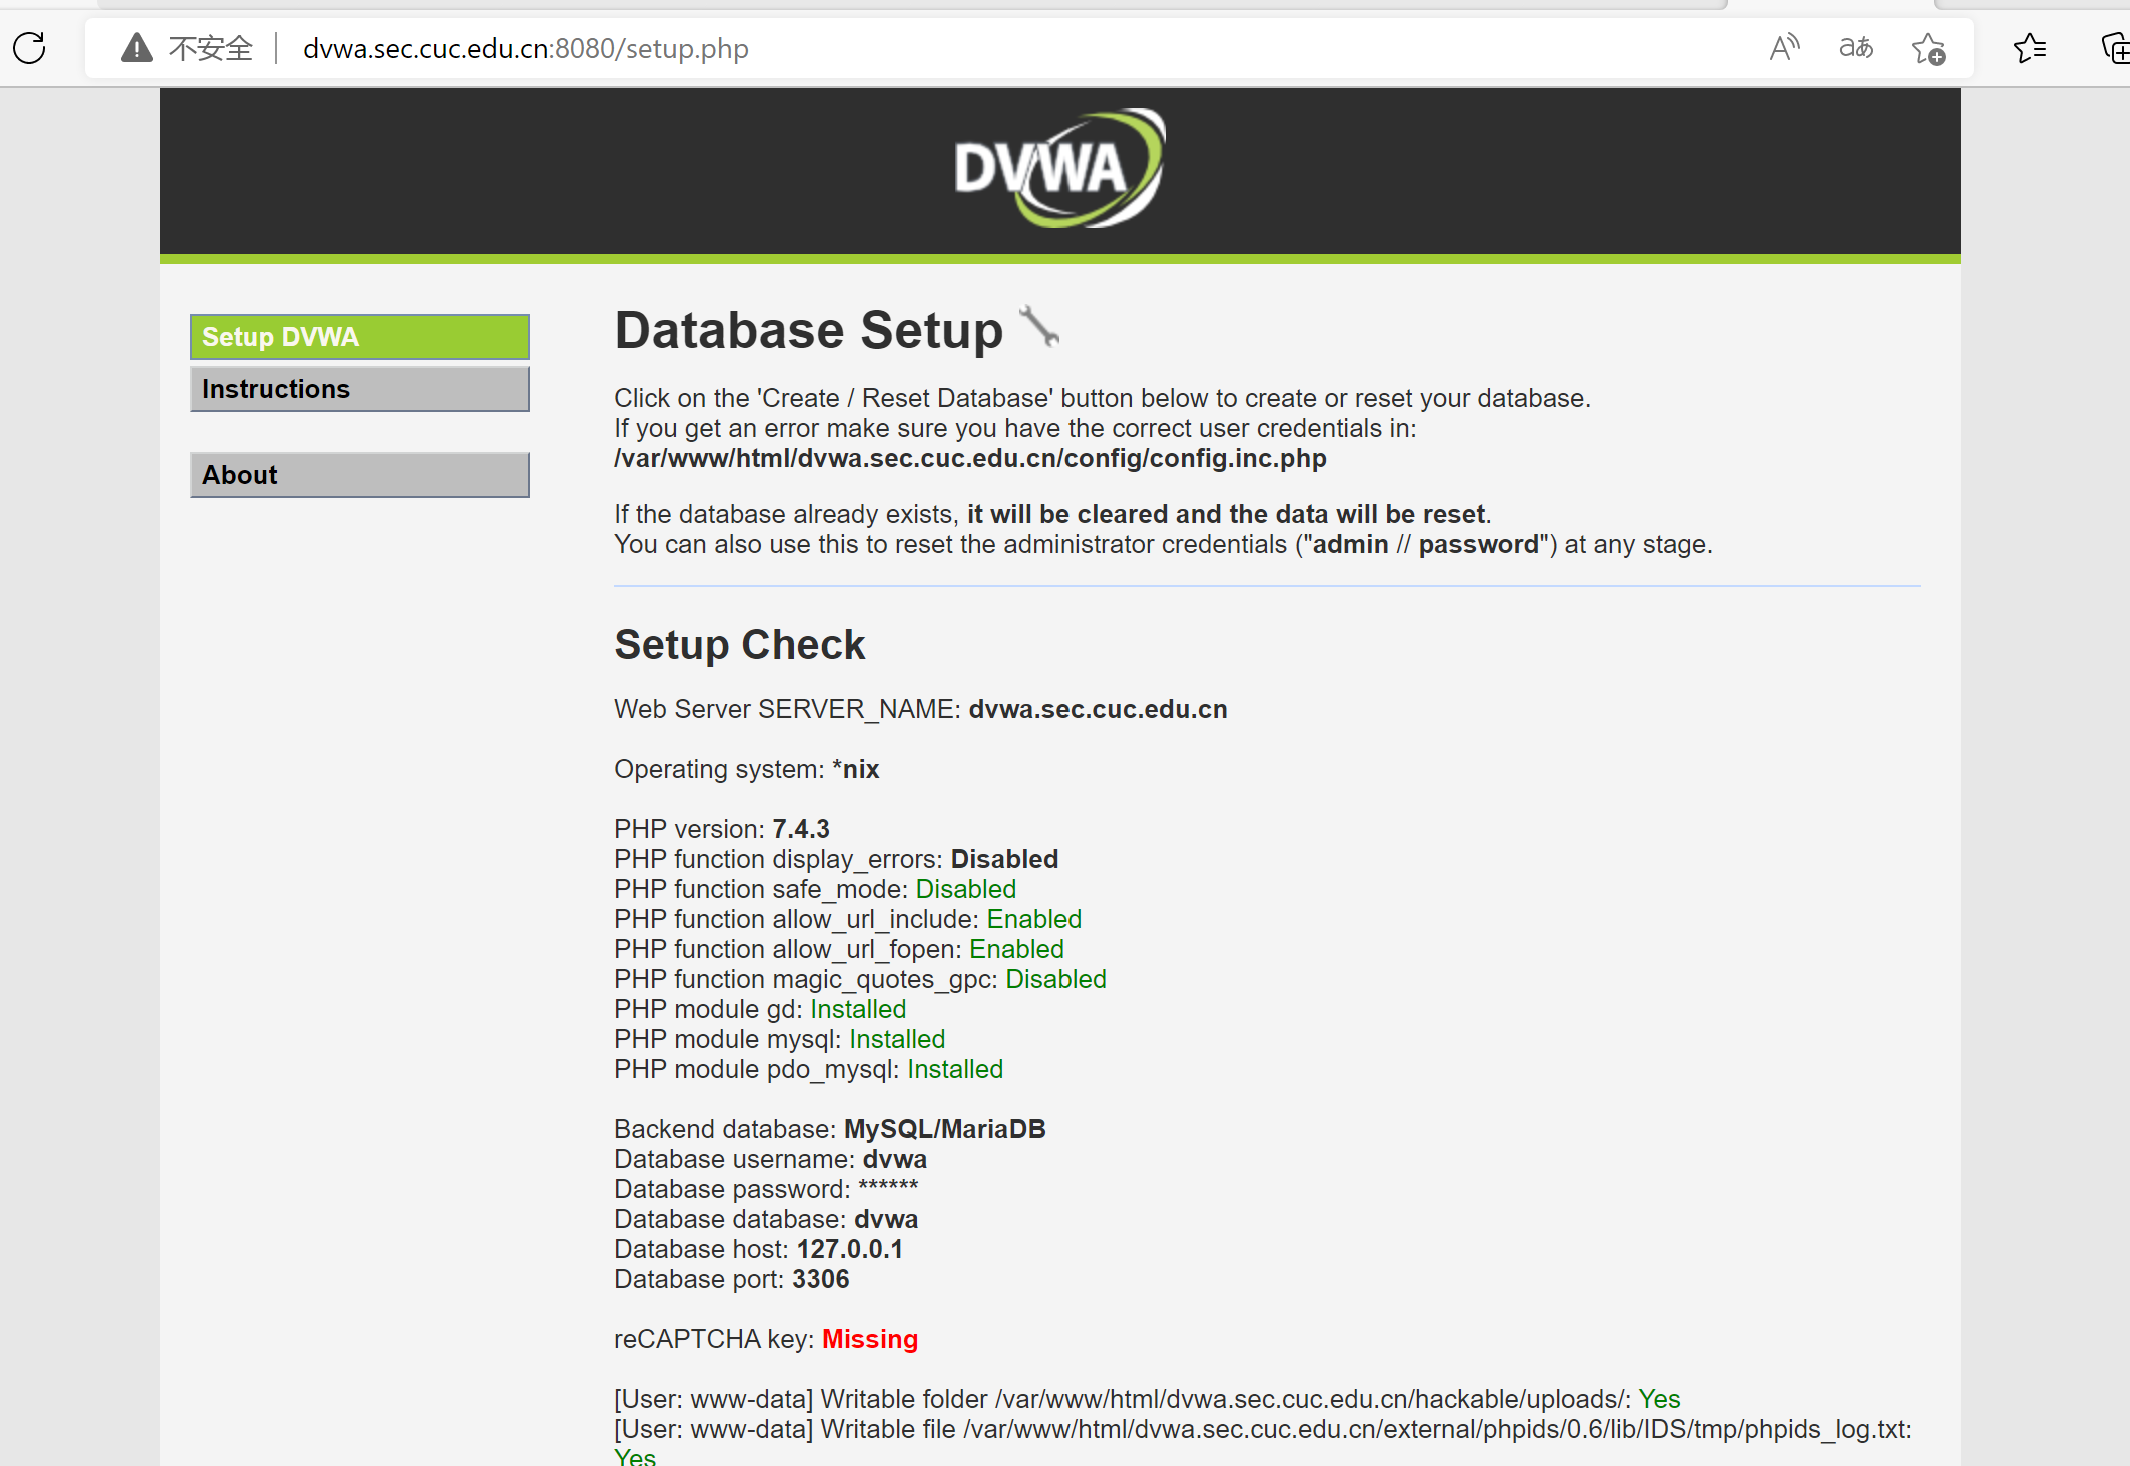 不安全 dvwa.sec.cuc.edu.cn:8080/setup.php
DVWA
Setup DVWA
Instructions
About
Database Setup
Click on the 'Create / Reset Database' button below to create or reset your database.
If you get an error make sure you have the correct user credentials in:
/var/www/html/dvwa.sec.cuc.edu.cn/config/config.inc.php
If the database already exists, it will be cleared and the data will be reset.
You can also use this to reset the administrator credentials ("admin // password") at any stage.
Setup Check
Web Server SERVER_NAME: dvwa.sec.cuc.edu.cn
Operating system: *nix
PHP version: 7.4.3
PHP function display_errors: Disabled
PHP function safe_mode: Disabled
PHP function allow_url_include: Enabled
PHP function allow_url_fopen: Enabled
PHP function magic_quotes_gpc: Disabled
PHP module gd: Installed
PHP module mysql: Installed
PHP module pdo_mysql: Installed
Backend database: MySQL/MariaDB
Database username: dvwa
Database password: ******
Database database: dvwa
Database host: 127.0.0.1
Database port: 3306
reCAPTCHA key: Missing
[User: www-data] Writable folder /var/www/html/dvwa.sec.cuc.edu.cn/hackable/uploads/: Yes
[User: www-data] Writable file /var/www/html/dvwa.sec.cuc.edu.cn/external/phpids/0.6/lib/IDS/tmp/phpids_log.txt:
Yes